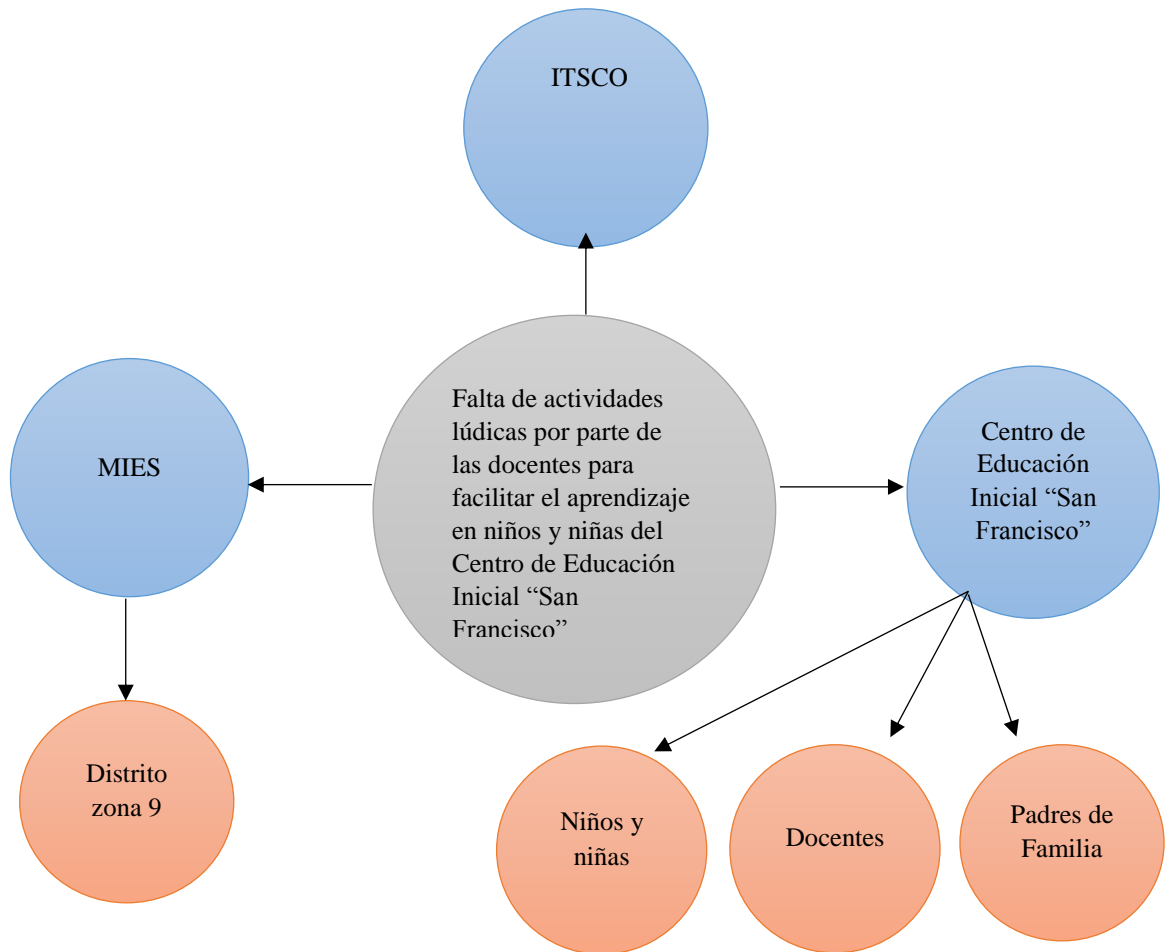 ITSCO
Falta de actividades
lúdicas por parte de
las docentes para
facilitar el aprendizaje
en niños y niñas del
Centro de Educación
Inicial “San
Francisco”
MIES
Centro de
Educación
Inicial “San
Francisco”
Distrito
zona 9
Niños y
niñas
Docentes
Padres de
Familia